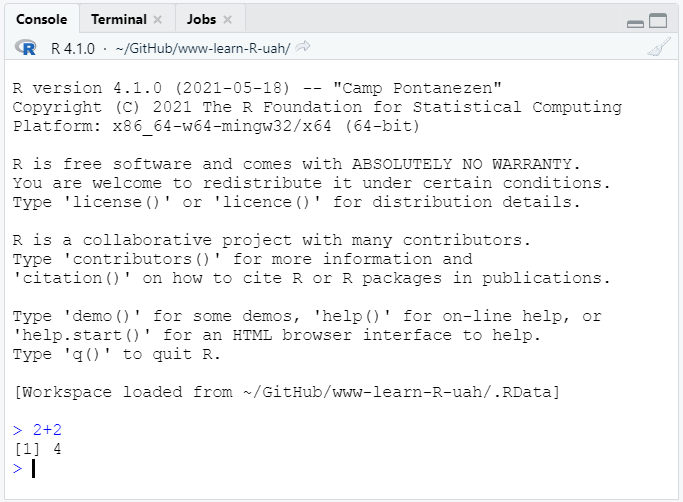 Console Terminal Jobs
R R 4.1.0 · ~/GitHub/www-learn-R-uah/
R version 4.1.0 (2021-05-18) -- "Camp Pontanezen"
Copyright (C) 2021 The R Foundation for Statistical Computing
Platform: x86_64-w64-mingw32/x64 (64-bit)
R is free software and comes with ABSOLUTELY NO WARRANTY.
You are welcome to redistribute it under certain conditions.
Type 'license()' or 'licence()' for distribution details.
R is a collaborative project with many contributors.
Type 'contributors()' for more information and
'citation()' on how to cite R or R packages in publications.
Type 'demo()' for some demos, 'help()' for on-line help, or
'help.start()' for an HTML browser interface to help.
Type 'q()' to quit R.
[Workspace loaded from ~/GitHub/www-learn-R-uah/.RData]
> 2+2
[1] 4
>